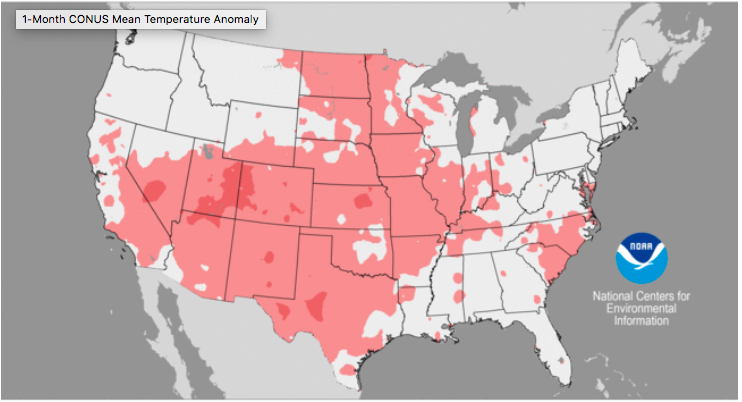 1-Month CONUS Mean Temperature Anomaly
NOAA
National Centers for
Environmental
Information